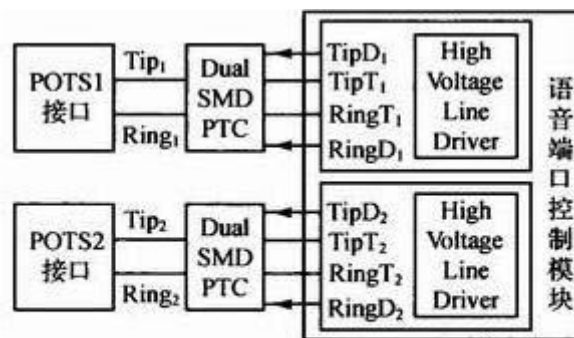 POTS1
接口
Tip₁
Ring₁
Dual
SMD
PTC
TipD₁
TipT₁
RingT₁
RingD₁
High
Voltage
Line
Driver
POTS2
接口
Tip₂
Ring₂
Dual
SMD
PTC
TipD₂
TipT₂
RingT₂
RingD₂
High
Voltage
Line
Driver
语音端口控制模块